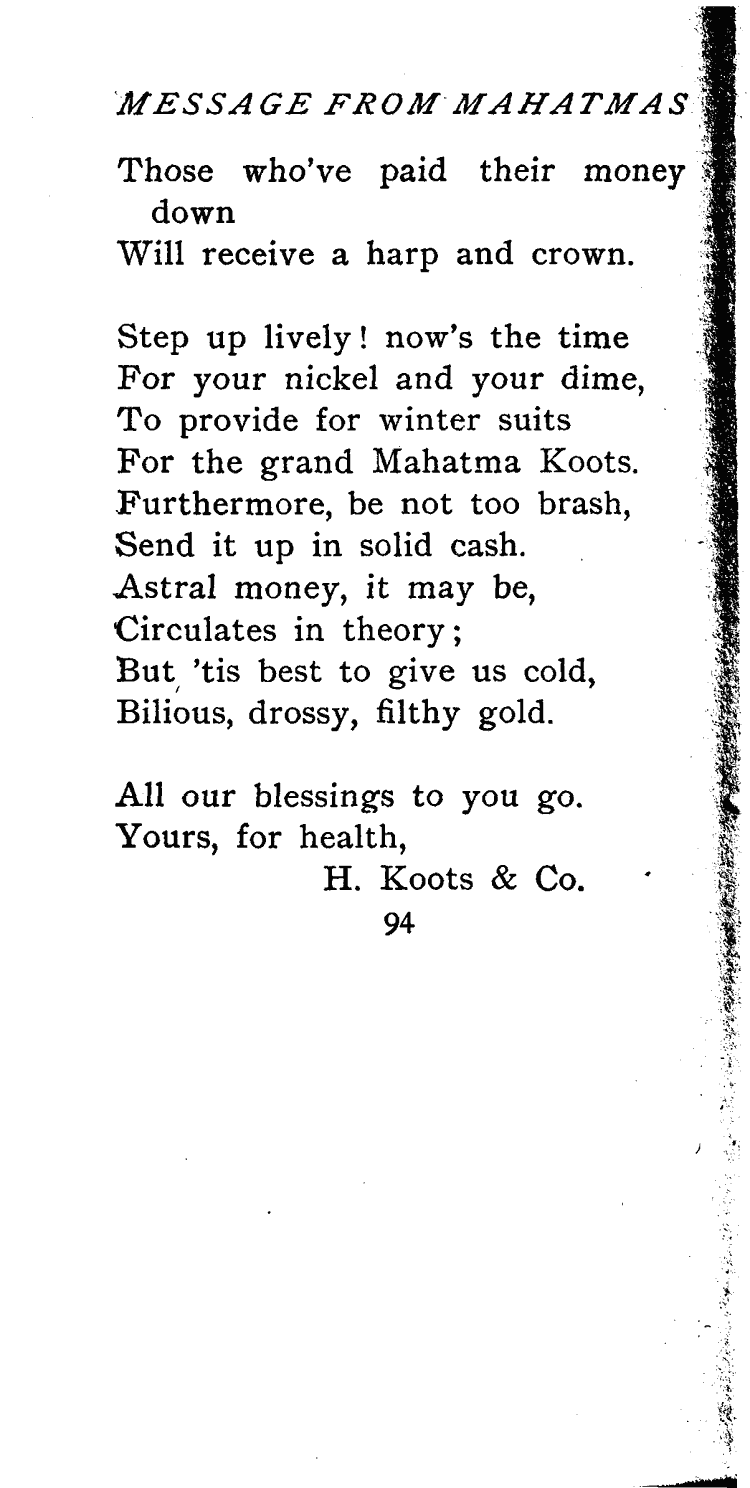 MESSAGE FROM MAHATMAS
Those who've paid their money
down
Will receive a harp and crown.
Step up lively! now's the time
For your nickel and your dime,
To provide for winter suits
For the grand Mahatma Koots.
Furthermore, be not too brash,
Send it up in solid cash.
Astral money, it may be,
Circulates in theory;
But, 'tis best to give us cold,
Bilious, drossy, filthy gold.
All our blessings to you go.
Yours, for health,
H. Koots & Co.
94